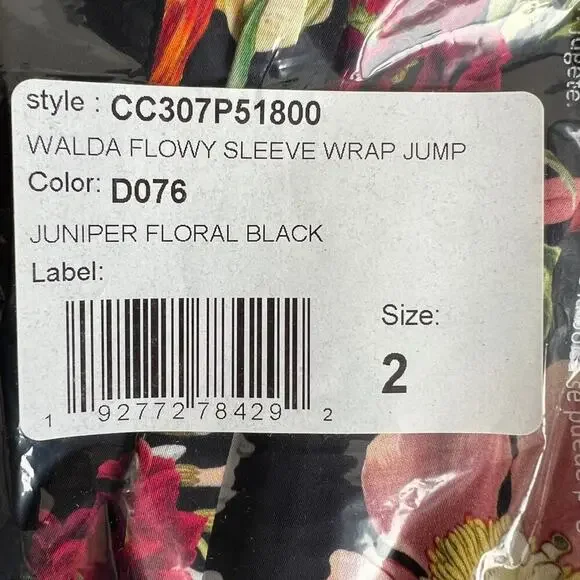 style : CC307P51800
WALDA FLOWY SLEEVE WRAP JUMP
Color: D076
JUNIPER FLORAL BLACK
Label:
Size:
2
1 92772 78429 2